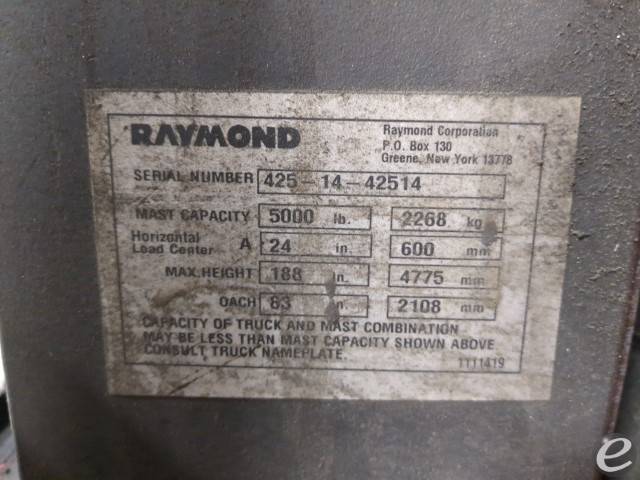 RAYMOND
Raymond Corporation
P.O. Box 130
Greene, New York 13778
SERIAL NUMBER 425-14-42514
MAST CAPACITY 5000 lb. 2268 kg
Horizontal Load Center A 24 in. 600 mm
MAX. HEIGHT 188 in. 4775 mm
OACH 83 in. 2108 mm
CAPACITY OF TRUCK AND MAST COMBINATION
MAY BE LESS THAN MAST CAPACITY SHOWN ABOVE
CONSULT TRUCK NAMEPLATE.
1111419
e